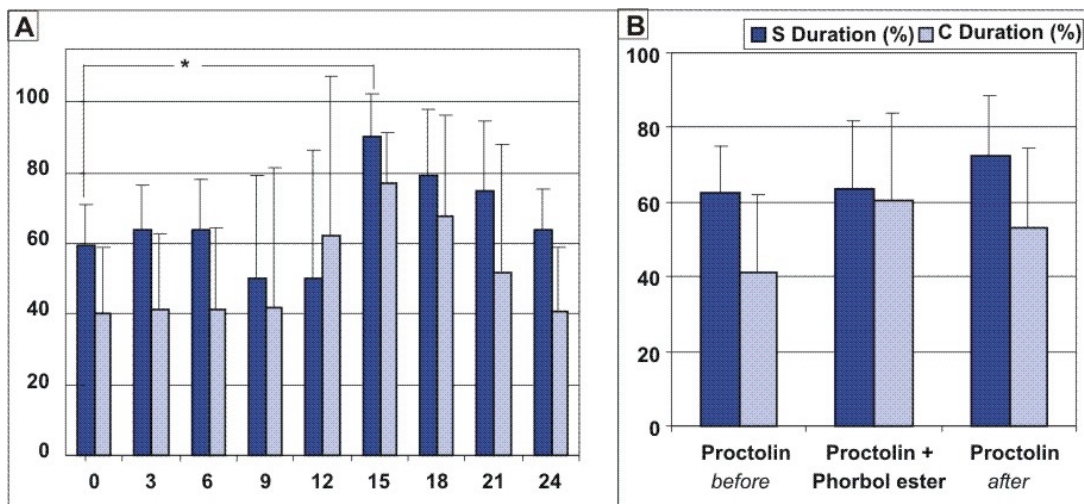 A
*
100
80
60
40
20
0
0 3 6 9 12 15 18 21 24
B
S Duration (%) C Duration (%)
100
80
60
40
20
0
Proctolin Proctolin + Proctolin
before Phorbol ester after